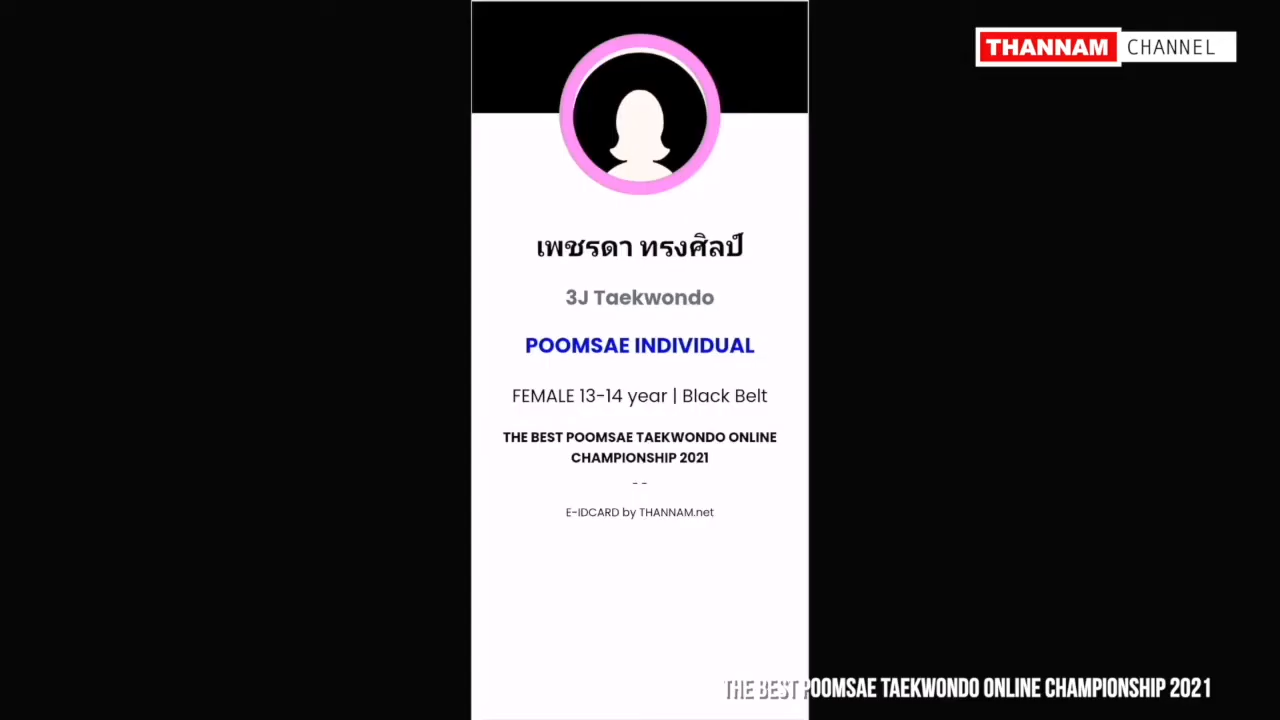 THANNAM CHANNEL
เพชรดา ทรงศิลป์
3J Taekwondo
POOMSAE INDIVIDUAL
FEMALE 13-14 year | Black Belt
THE BEST POOMSAE TAEKWONDO ONLINE
CHAMPIONSHIP 2021
- -
E-IDCARD by THANNAM.net
THE BEST POOMSAE TAEKWONDO ONLINE CHAMPIONSHIP 2021